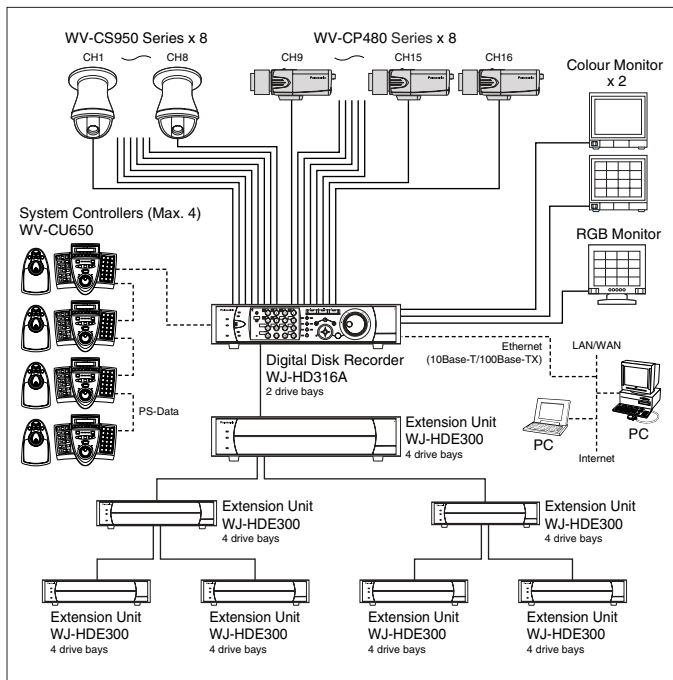 WV-CS950 Series x 8
CH1
CH8
WV-CP480 Series x 8
CH9
CH15
CH16
Colour Monitor
x 2
System Controllers (Max. 4)
WV-CU650
RGB Monitor
Digital Disk Recorder
WJ-HD316A
2 drive bays
Ethernet
(10Base-T/100Base-TX)
LAN/WAN
PS-Data
PC
PC
Internet
Extension Unit
WJ-HDE300
4 drive bays
Extension Unit
WJ-HDE300
4 drive bays
Extension Unit
WJ-HDE300
4 drive bays
Extension Unit
WJ-HDE300
4 drive bays
Extension Unit
WJ-HDE300
4 drive bays
Extension Unit
WJ-HDE300
4 drive bays
Extension Unit
WJ-HDE300
4 drive bays